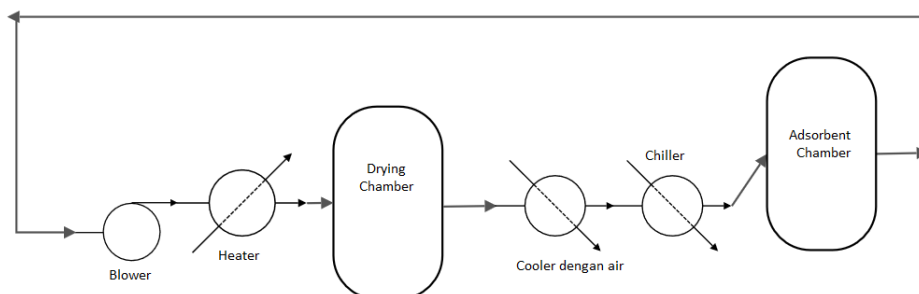 Blower
Heater
Drying
Chamber
Cooler dengan air
Chiller
Adsorbent
Chamber